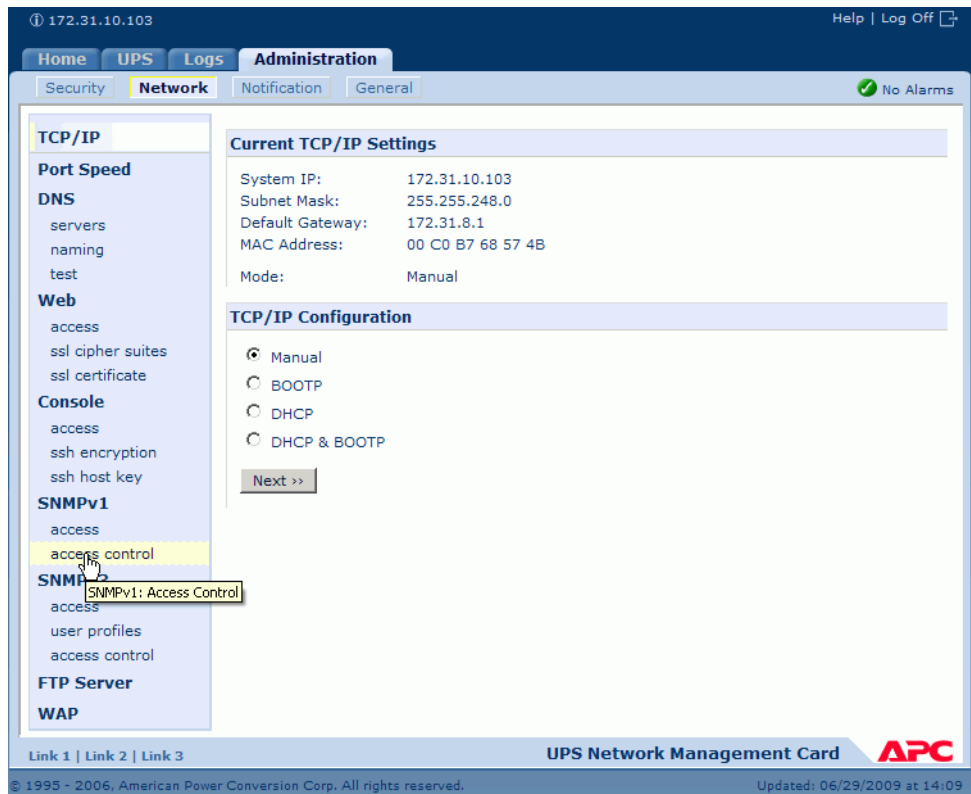 172.31.10.103
Help | Log Off
Home UPS Logs Administration
Security Network Notification General
No Alarms
TCP/IP
Port Speed
DNS
servers
naming
test
Web
access
ssl cipher suites
ssl certificate
Console
access
ssh encryption
ssh host key
SNMPv1
access
access control
SNMPv1: Access Control
access
user profiles
access control
FTP Server
WAP
Current TCP/IP Settings
System IP: 172.31.10.103
Subnet Mask: 255.255.248.0
Default Gateway: 172.31.8.1
MAC Address: 00 C0 B7 68 57 4B
Mode: Manual
TCP/IP Configuration
Manual
BOOTP
DHCP
DHCP & BOOTP
Next >>
Link 1 | Link 2 | Link 3
UPS Network Management Card
APC
© 1995 - 2006, American Power Conversion Corp. All rights reserved.
Updated: 06/29/2009 at 14:09